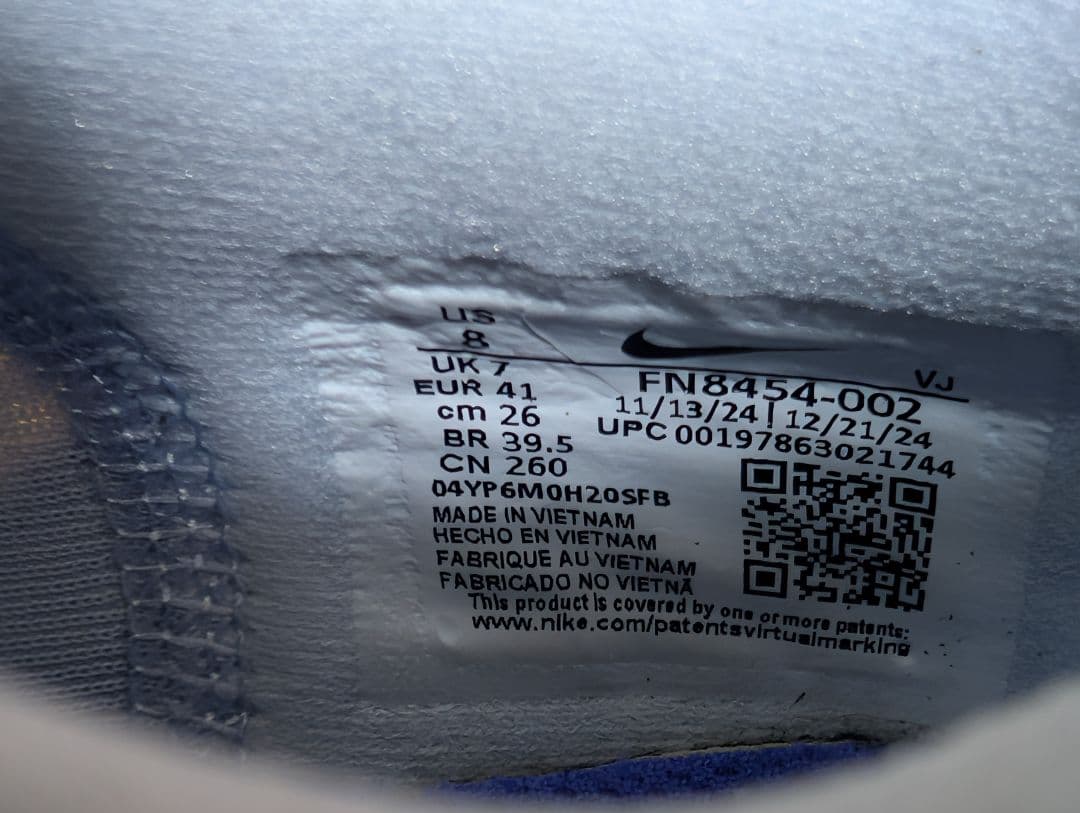 US
8
VJ
UK 7
FN8454-002
EUR 41
11/13/24 | 12/21/24
cm 26
UPC 00197863021744
BR 39.5
CN 260
04YP6M0H20SFB
MADE IN VIETNAM
HECHO EN VIETNAM
FABRIQUE AU VIETNAM
FABRICADO NO VIETNÃ
This product is covered by one or more patents:
www.nike.com/patentsvirtualmarking